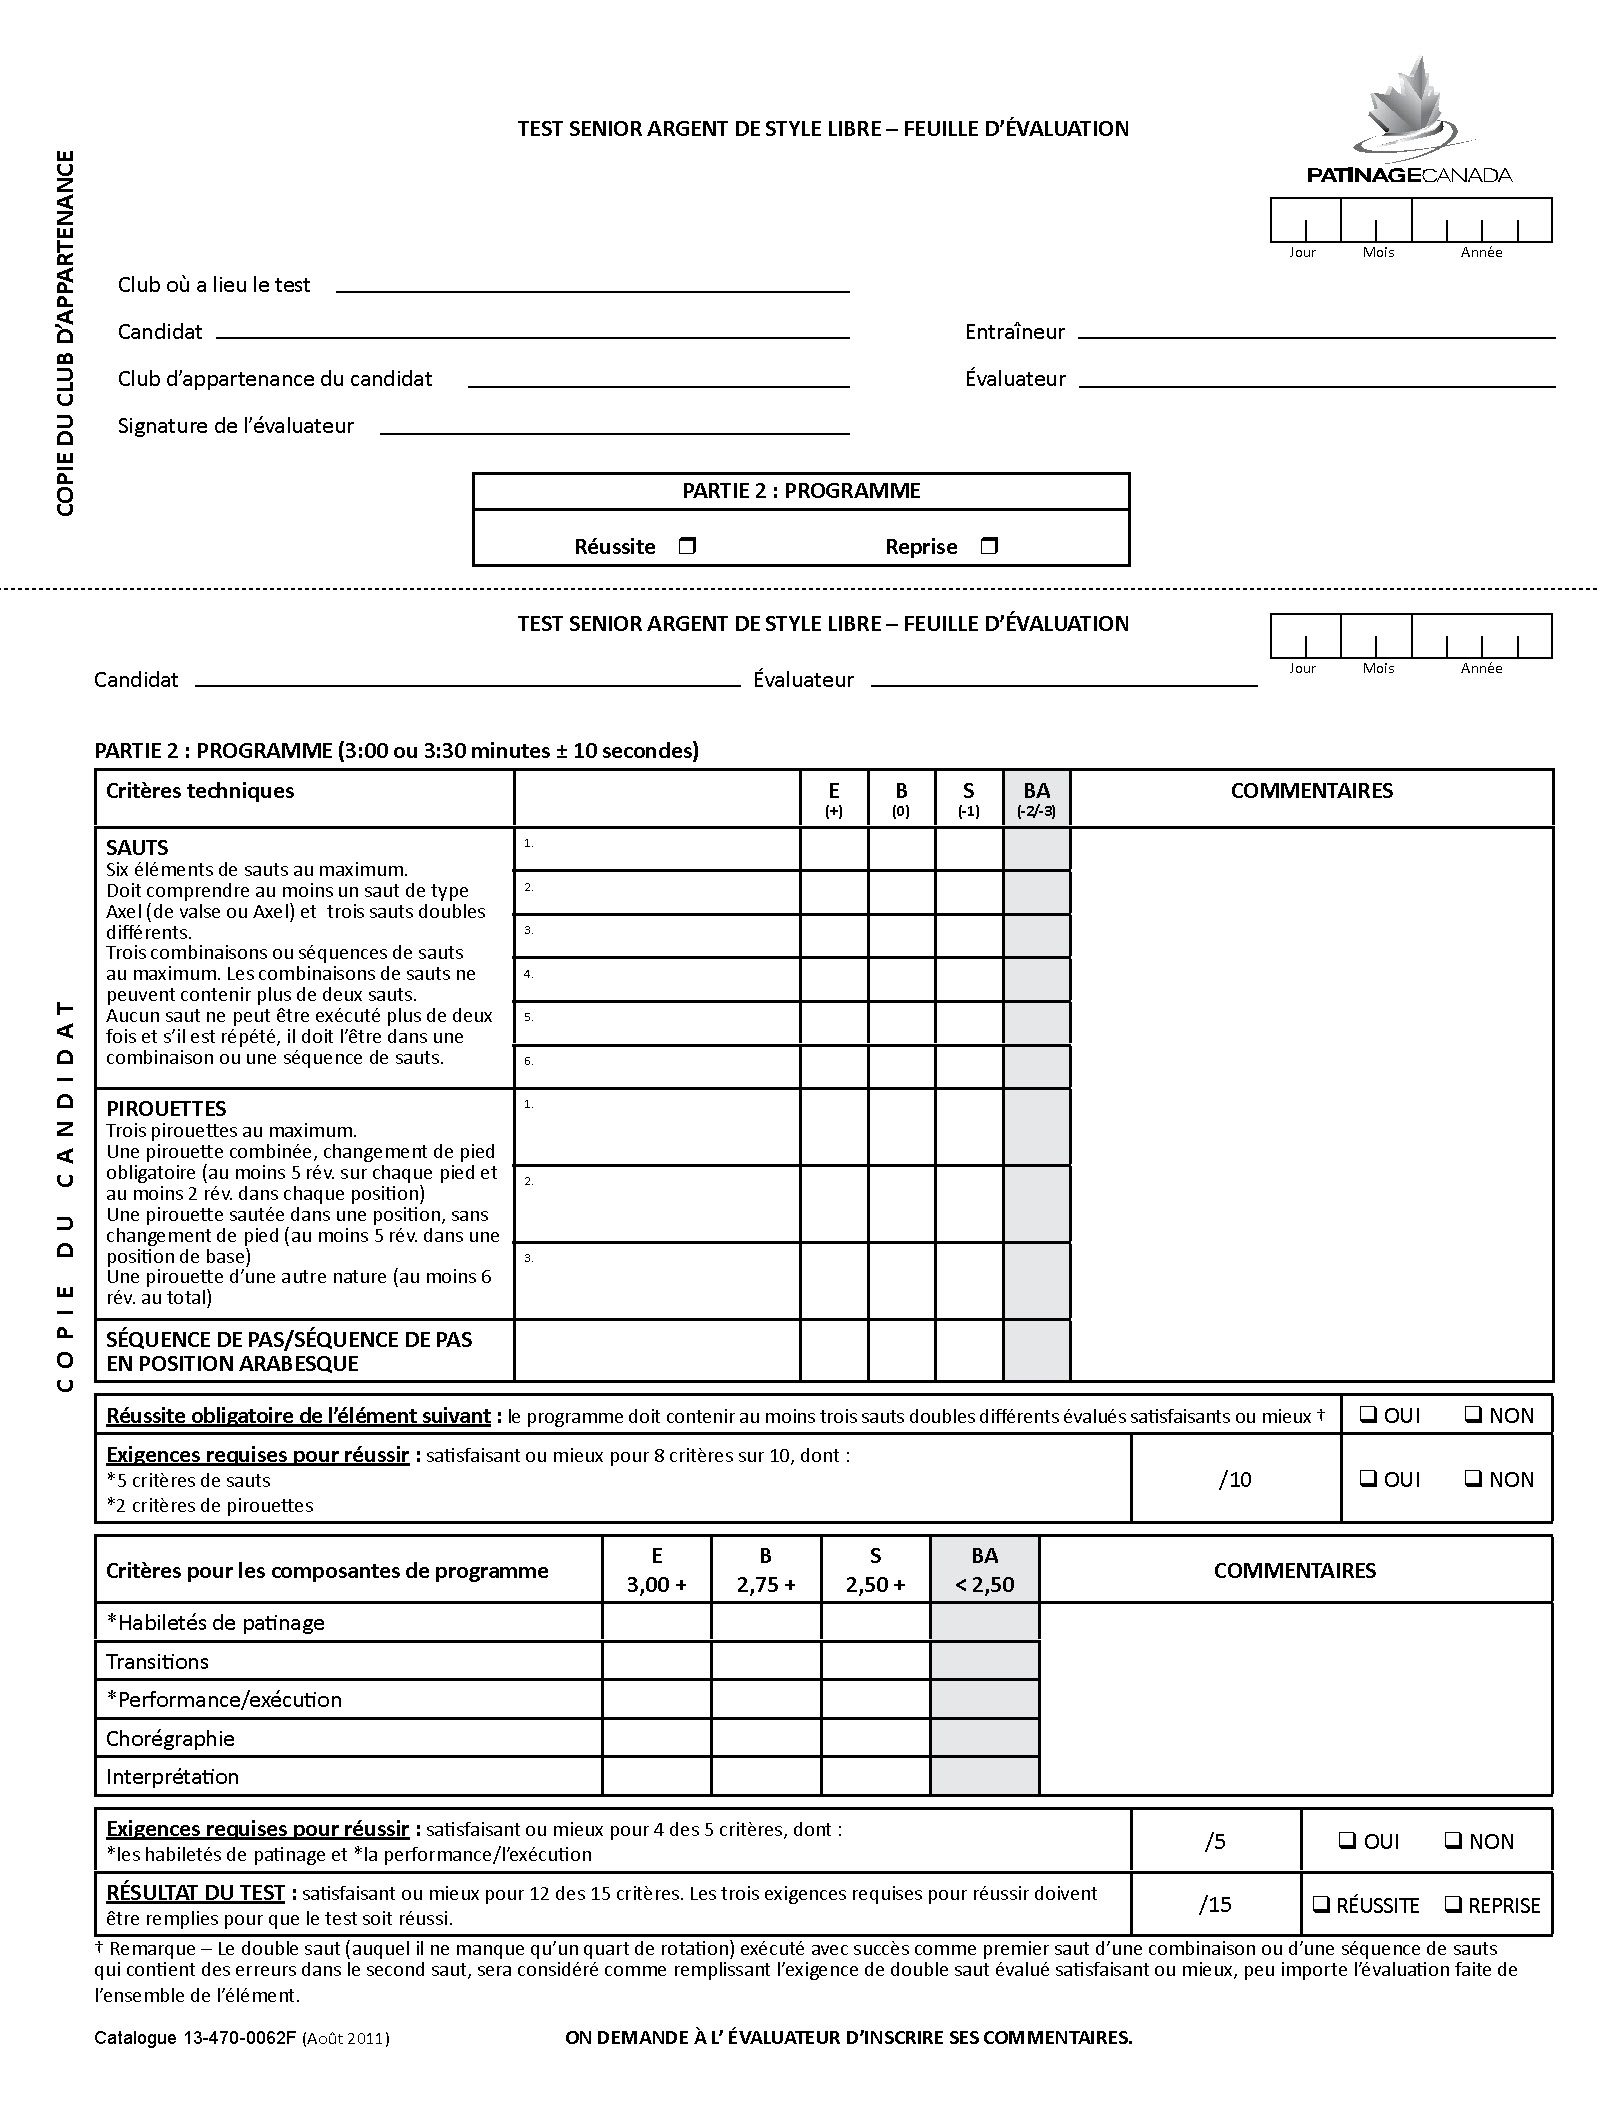 TEST SENIOR ARGENT DE STYLE LIBRE – FEUILLE D'ÉVALUATION
PATINAGECANADA
COPIE DU CLUB D'APPARTENANCE
Jour Mois Année
Club où a lieu le test
Candidat Entraîneur
Club d'appartenance du candidat Évaluateur
Signature de l'évaluateur
PARTIE 2 : PROGRAMME
Réussite ❒ Reprise ❒
TEST SENIOR ARGENT DE STYLE LIBRE – FEUILLE D'ÉVALUATION
Jour Mois Année
Candidat Évaluateur
COPIE DU CANDIDAT
PARTIE 2 : PROGRAMME (3:00 ou 3:30 minutes ± 10 secondes)
Critères techniques E B S BA COMMENTAIRES
(+) (0) (-1) (-2/-3)
SAUTS
Six éléments de sauts au maximum.
Doit comprendre au moins un saut de type
Axel (de valse ou Axel) et trois sauts doubles
différents.
Trois combinaisons ou séquences de sauts
au maximum. Les combinaisons de sauts ne
peuvent contenir plus de deux sauts.
Aucun saut ne peut être exécuté plus de deux
fois et s'il est répété, il doit l'être dans une
combinaison ou une séquence de sauts.
1.
2.
3.
4.
5.
6.
PIROUETTES
Trois pirouettes au maximum.
Une pirouette combinée, changement de pied
obligatoire (au moins 5 rév. sur chaque pied et
au moins 2 rév. dans chaque position)
Une pirouette sautée dans une position, sans
changement de pied (au moins 5 rév. dans une
position de base)
Une pirouette d'une autre nature (au moins 6
rév. au total)
1.
2.
3.
SÉQUENCE DE PAS/SÉQUENCE DE PAS
EN POSITION ARABESQUE
Réussite obligatoire de l'élément suivant : le programme doit contenir au moins trois sauts doubles différents évalués satisfaisants ou mieux † ❑ OUI ❑ NON
Exigences requises pour réussir : satisfaisant ou mieux pour 8 critères sur 10, dont :
*5 critères de sauts
*2 critères de pirouettes
/10 ❑ OUI ❑ NON
Critères pour les composantes de programme E B S BA COMMENTAIRES
3,00 + 2,75 + 2,50 + < 2,50
*Habiletés de patinage
Transitions
*Performance/exécution
Chorégraphie
Interprétation
Exigences requises pour réussir : satisfaisant ou mieux pour 4 des 5 critères, dont :
*les habiletés de patinage et *la performance/l'exécution
/5 ❑ OUI ❑ NON
RÉSULTAT DU TEST : satisfaisant ou mieux pour 12 des 15 critères. Les trois exigences requises pour réussir doivent
être remplies pour que le test soit réussi.
/15 ❑ RÉUSSITE ❑ REPRISE
† Remarque – Le double saut (auquel il ne manque qu'un quart de rotation) exécuté avec succès comme premier saut d'une combinaison ou d'une séquence de sauts
qui contient des erreurs dans le second saut, sera considéré comme remplissant l'exigence de double saut évalué satisfaisant ou mieux, peu importe l'évaluation faite de
l'ensemble de l'élément.
Catalogue 13-470-0062F (Août 2011) ON DEMANDE À L' ÉVALUATEUR D'INSCRIRE SES COMMENTAIRES.